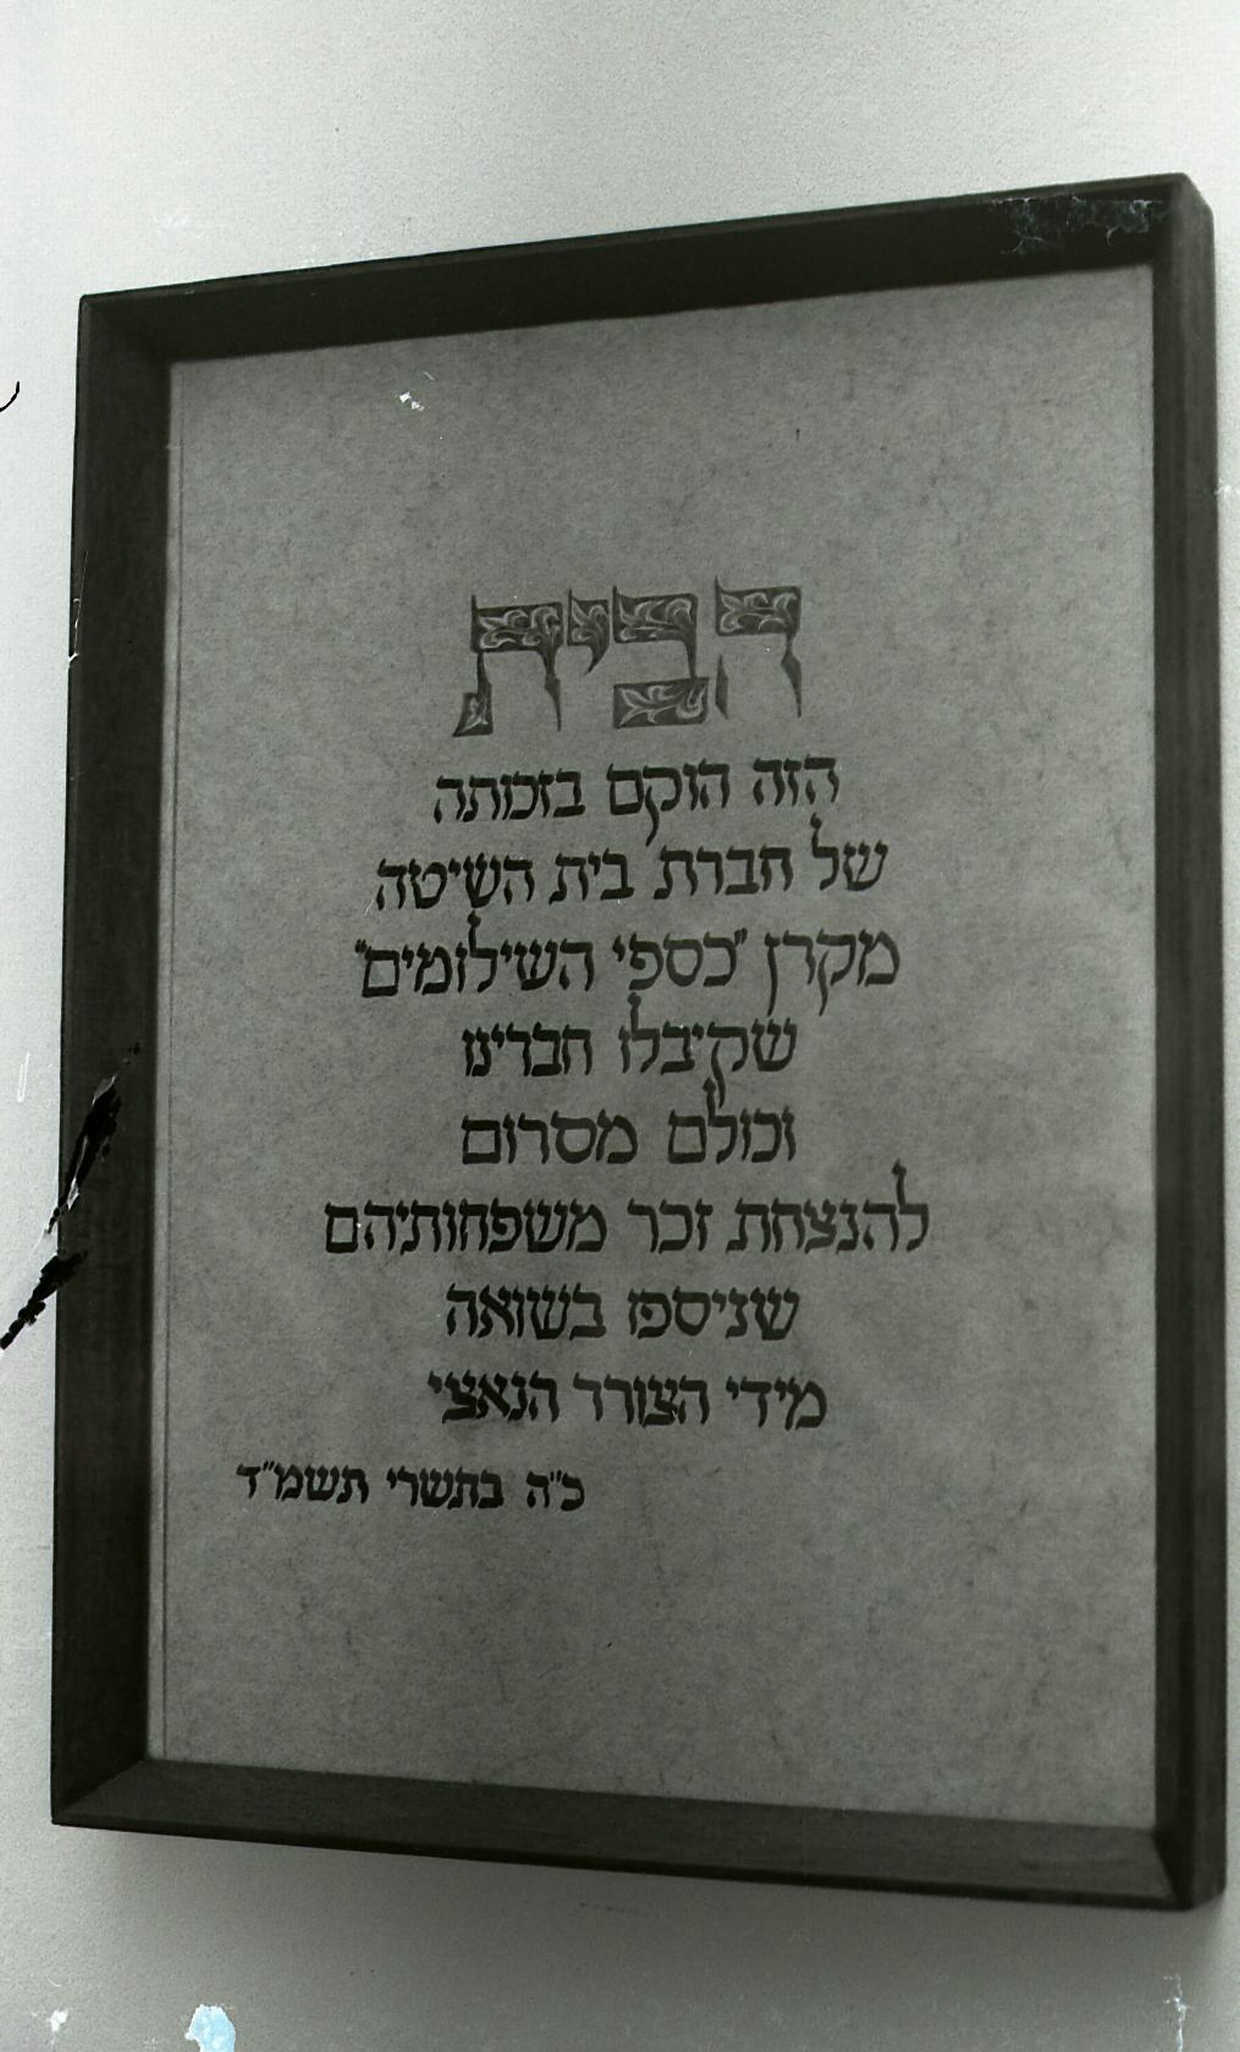 הבית
הזה הוקם בזכותה
של חברת בית השיטה
מקרן "כספי השילומים"
שקיבלו חברינו
וכולם מסרום
להנצחת זכר משפחותיהם
שניספו בשואה
מידי הצורר הנאצי
כ"ה בתשרי תשמ"ד